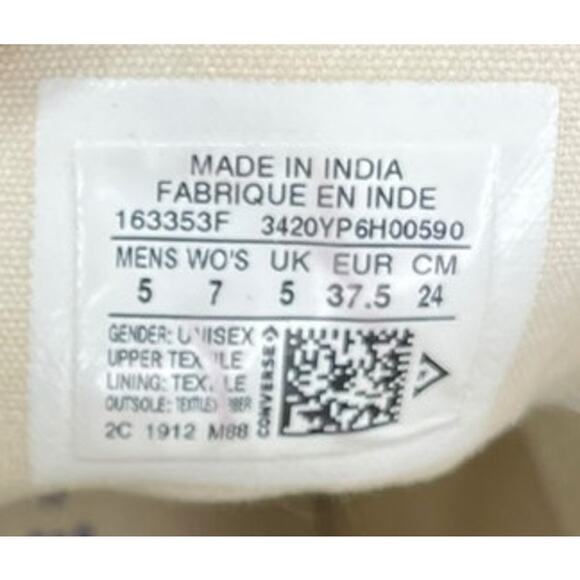 MADE IN INDIA
FABRIQUE EN INDE
163353F 3420YP6H00590
MENS WO'S UK EUR CM
5 7 5 37.5 24
GENDER: UNISEX
UPPER TEXTILE
LINING: TEXTILE
OUTSOLE:
2C 1912 M88
CONVERSE